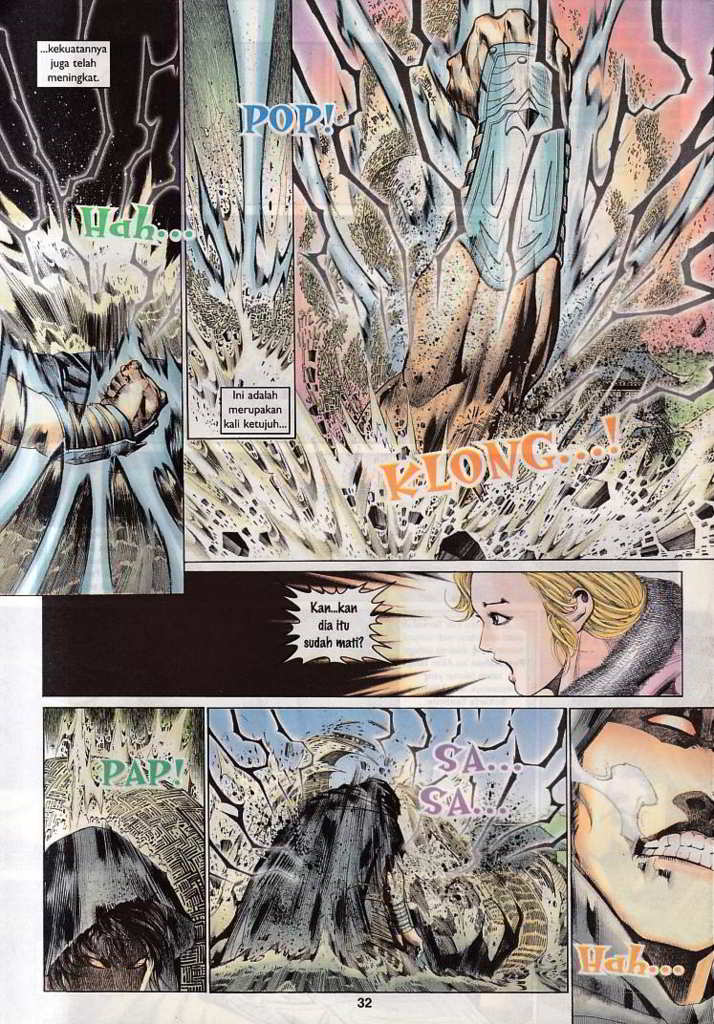 ...kekuatannya
juga telah
meningkat.
Hah...
POP!
Ini adalah
merupakan
kali ketujuh...
KLONG...!
Kan...kan
dia itu
sudah mati?
PAP!
SA...
SA...
Hah...
32